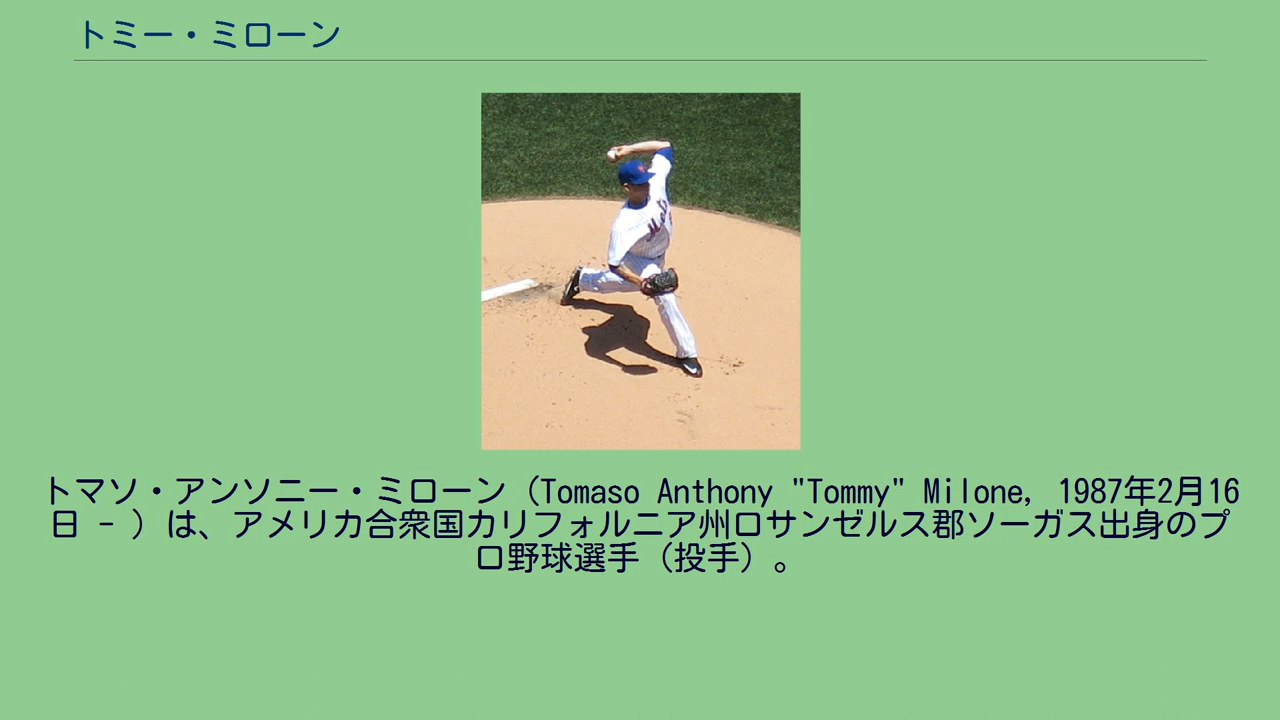 トミー・ミローン
Mets
トマソ・アンソニー・ミローン（Tomaso Anthony "Tommy" Milone, 1987年2月16
日 - ）は、アメリカ合衆国カリフォルニア州ロサンゼルス郡ソーガス出身のプ
ロ野球選手（投手）。